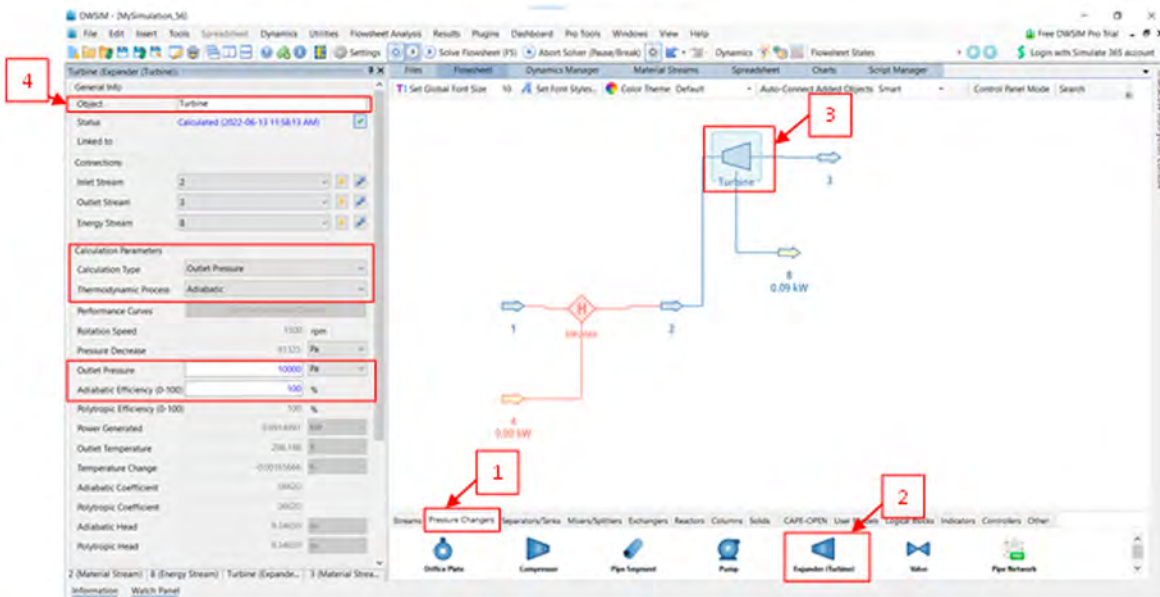 DWSIM - [MySimulation_56]
File Edit Insert Tools Spreadsheet Dynamics Utilities Flowsheet Analysis Results Plugins Dashboard Pro Tools Windows View Help
Free DWSIM Pro Trial
Settings Solve Flowsheet (F5) Abort Solver (Pause/Break) Dynamics Flowsheet States Login with Simulate 365 account
Turbine (Expander (Turbine))
Files Flowsheet Dynamics Manager Material Streams Spreadsheet Charts Script Manager
4
General Info
Set Global Font Size 10 Set Font Styles... Color Theme Default Auto-Connect Added Objects Smart Control Panel Mode Search
Object Turbine
Status Calculated (2022-06-13 11:58:13 AM)
Linked to
Connections
Inlet Stream 2
Outlet Stream 3
Energy Stream 8
Calculation Parameters
Calculation Type Outlet Pressure
Thermodynamic Process Adiabatic
Performance Curves
Rotation Speed 1500 rpm
Pressure Decrease 91325 Pa
Outlet Pressure 10000 Pa
Adiabatic Efficiency (0-100) 100 %
Polytropic Efficiency (0-100) 100 %
Power Generated kW
Outlet Temperature
Temperature Change
Adiabatic Coefficient
Polytropic Coefficient
Adiabatic Head
Polytropic Head
3
Turbine
3
8
0.09 kW
1
H
2
6
0.00 kW
1
2
Streams Pressure Changers Separators/Tanks Mixers/Splitters Exchangers Reactors Columns Solids CAPE-OPEN User Models Logical Blocks Indicators Controllers Other
Orifice Plate Compressor Pipe Segment Pump Expander (Turbine) Valve Pipe Network
2 (Material Stream) 8 (Energy Stream) Turbine (Expande... 3 (Material Strea...
Information Watch Panel